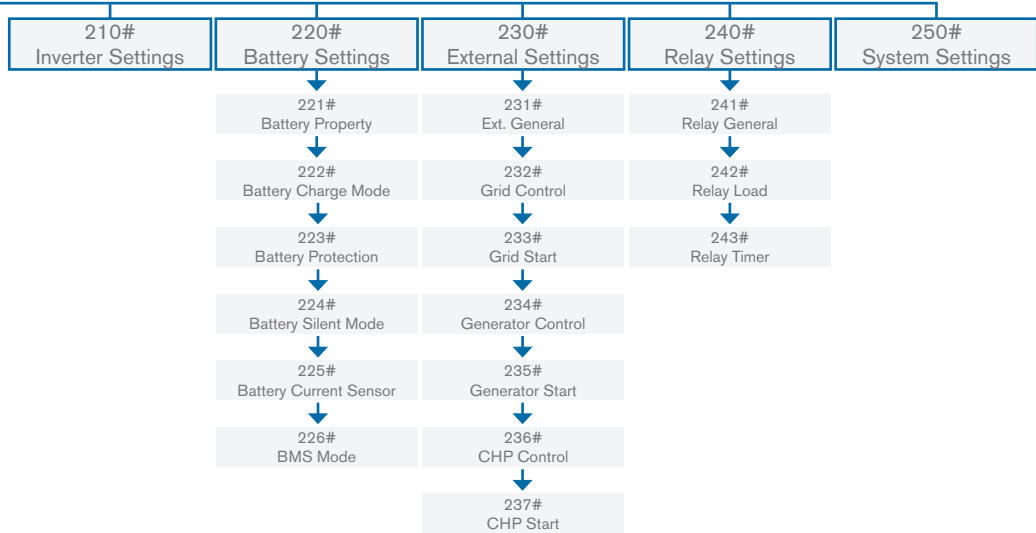 210#
Inverter Settings
220#
Battery Settings
230#
External Settings
240#
Relay Settings
250#
System Settings
221#
Battery Property
222#
Battery Charge Mode
223#
Battery Protection
224#
Battery Silent Mode
225#
Battery Current Sensor
226#
BMS Mode
231#
Ext. General
232#
Grid Control
233#
Grid Start
234#
Generator Control
235#
Generator Start
236#
CHP Control
237#
CHP Start
241#
Relay General
242#
Relay Load
243#
Relay Timer